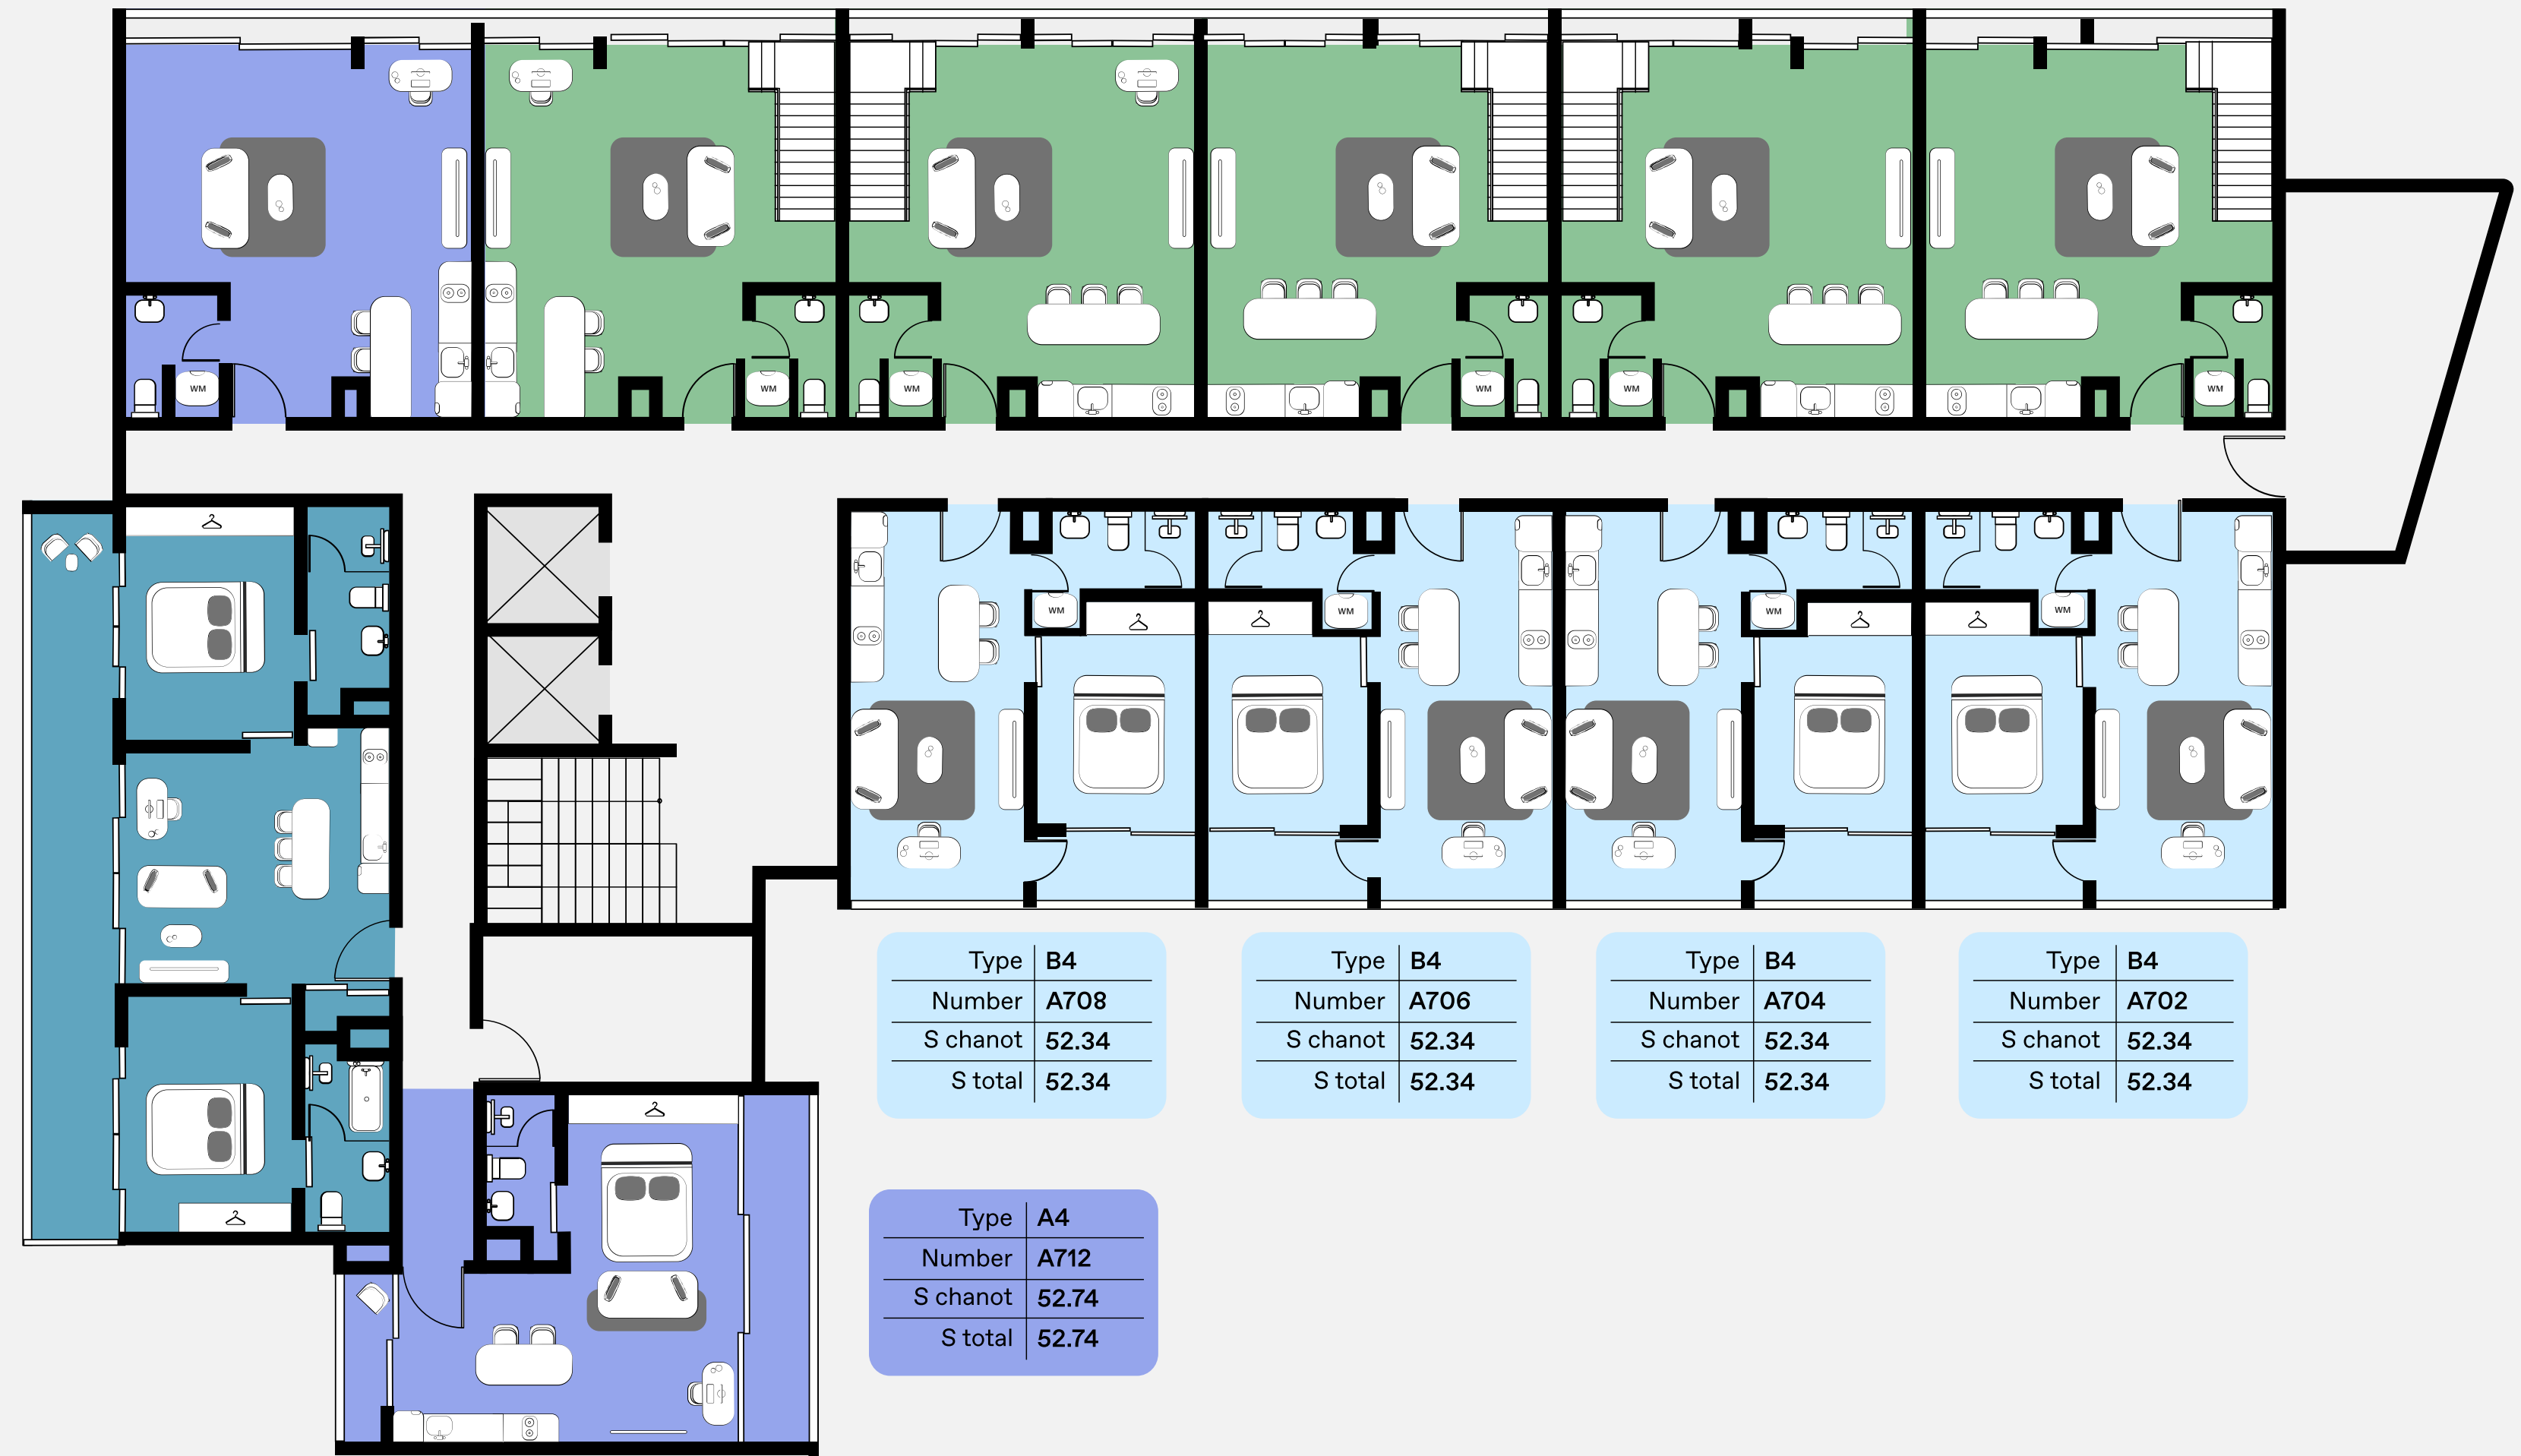 WM
WM
WM
WM
WM
WM
WM
WM
WM
WM
Type B4
Number A708
S chanot 52.34
S total 52.34
Type B4
Number A706
S chanot 52.34
S total 52.34
Type B4
Number A704
S chanot 52.34
S total 52.34
Type B4
Number A702
S chanot 52.34
S total 52.34
Type A4
Number A712
S chanot 52.74
S total 52.74